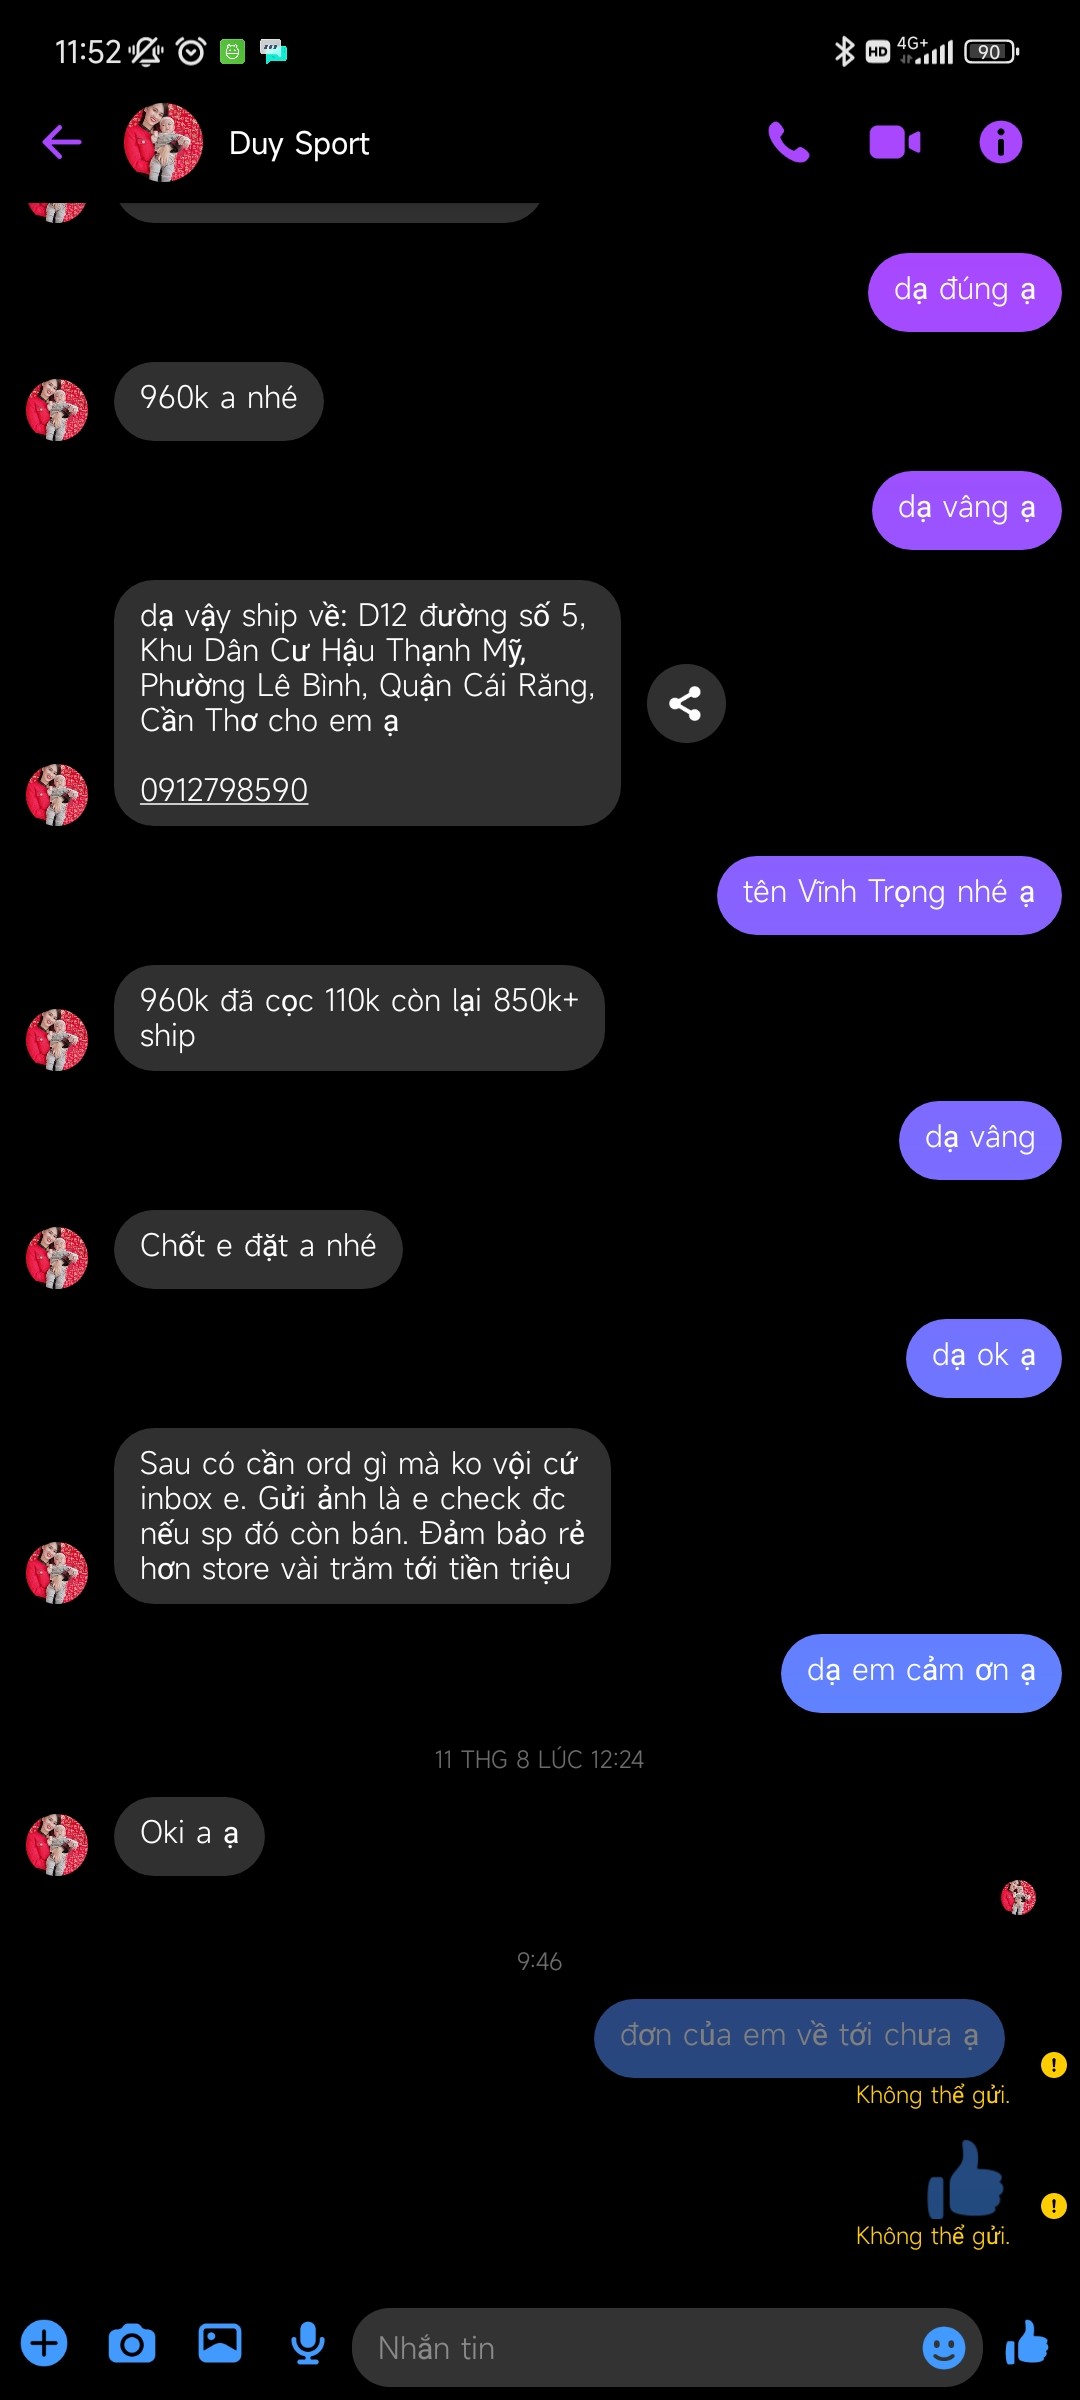 11:52
HD 4G+ 90
Duy Sport
dạ đúng ạ
960k a nhé
dạ vâng ạ
dạ vậy ship về: D12 đường số 5,
Khu Dân Cư Hậu Thạnh Mỹ,
Phường Lê Bình, Quận Cái Răng,
Cần Thơ cho em ạ
0912798590
tên Vĩnh Trọng nhé ạ
960k đã cọc 110k còn lại 850k+
ship
dạ vâng
Chốt e đặt a nhé
dạ ok ạ
Sau có cần ord gì mà ko vội cứ
inbox e. Gửi ảnh là e check đc
nếu sp đó còn bán. Đảm bảo rẻ
hơn store vài trăm tới tiền triệu
dạ em cảm ơn ạ
11 THG 8 LÚC 12:24
Oki a ạ
9:46
đơn của em về tới chưa ạ
Không thể gửi.
Không thể gửi.
Nhắn tin